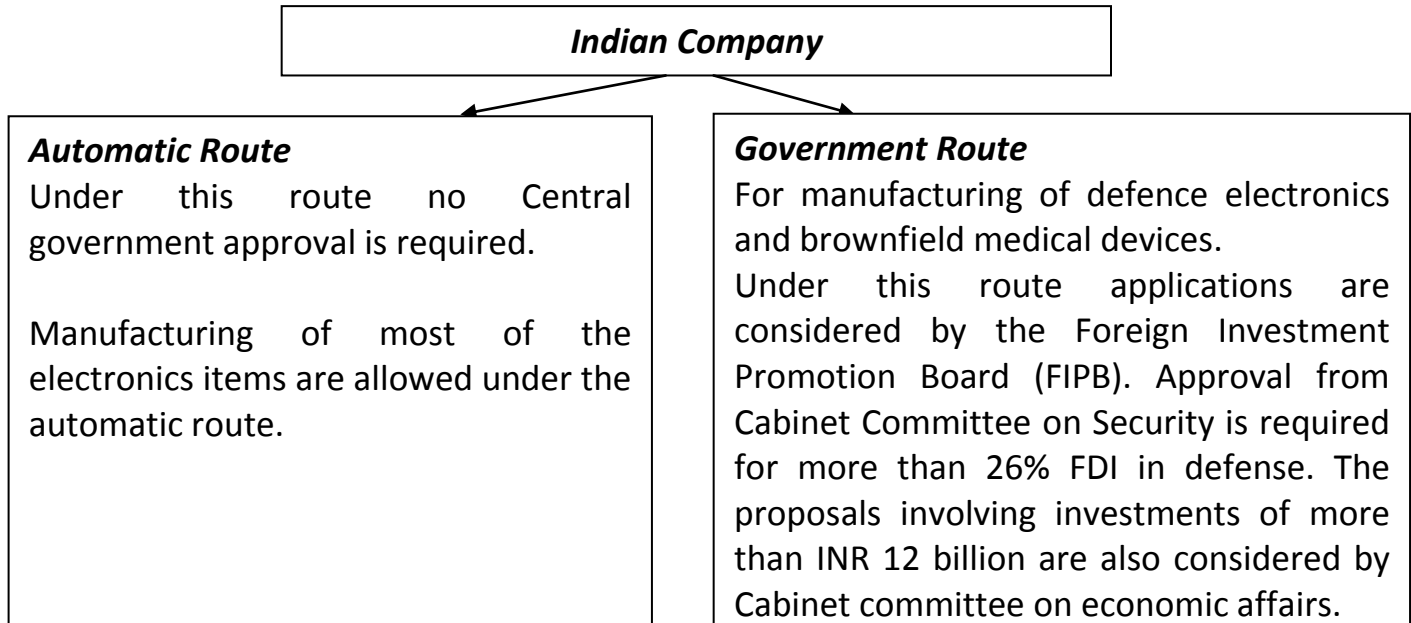 Indian Company
Automatic Route
Under this route no Central
government approval is required.
Manufacturing of most of the
electronics items are allowed under the
automatic route.
Government Route
For manufacturing of defence electronics
and brownfield medical devices.
Under this route applications are
considered by the Foreign Investment
Promotion Board (FIPB). Approval from
Cabinet Committee on Security is required
for more than 26% FDI in defense. The
proposals involving investments of more
than INR 12 billion are also considered by
Cabinet committee on economic affairs.